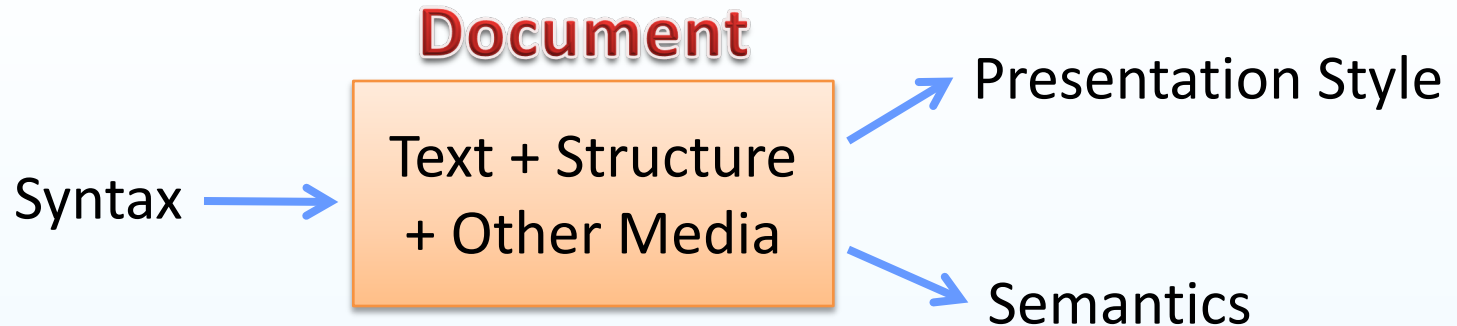 Document
Presentation Style
Text + Structure
Syntax
+ Other Media
Semantics